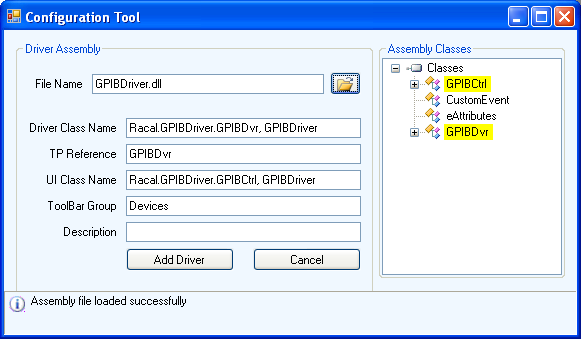 Configuration Tool
Driver Assembly
File Name GPIBDriver.dll
Driver Class Name Racal.GPIBDriver.GPIBDvr, GPIBDriver
TP Reference GPIBDvr
UI Class Name Racal.GPIBDriver.GPIBCtrl, GPIBDriver
ToolBar Group Devices
Description
Add Driver Cancel
Assembly Classes
Classes
GPIBCtrl
CustomEvent
eAttributes
GPIBDvr
Assembly file loaded successfully